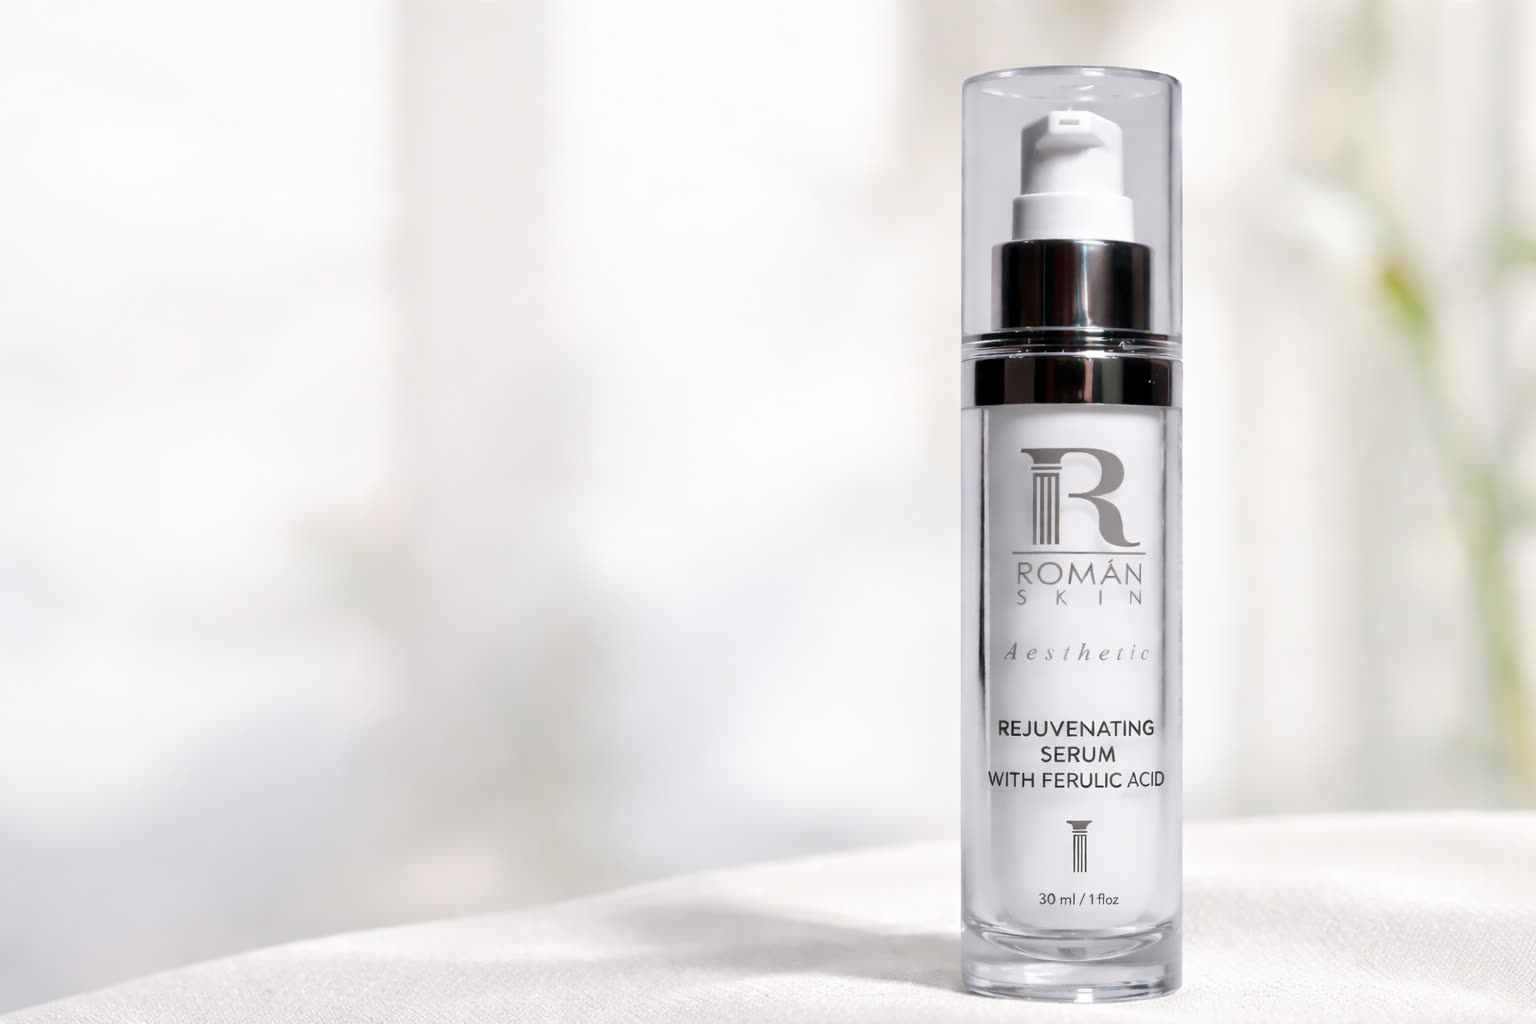 R
ROMÁN
SKIN
Aesthetic
REJUVENATING
SERUM
WITH FERULIC ACID
30 ml / 1 fl oz